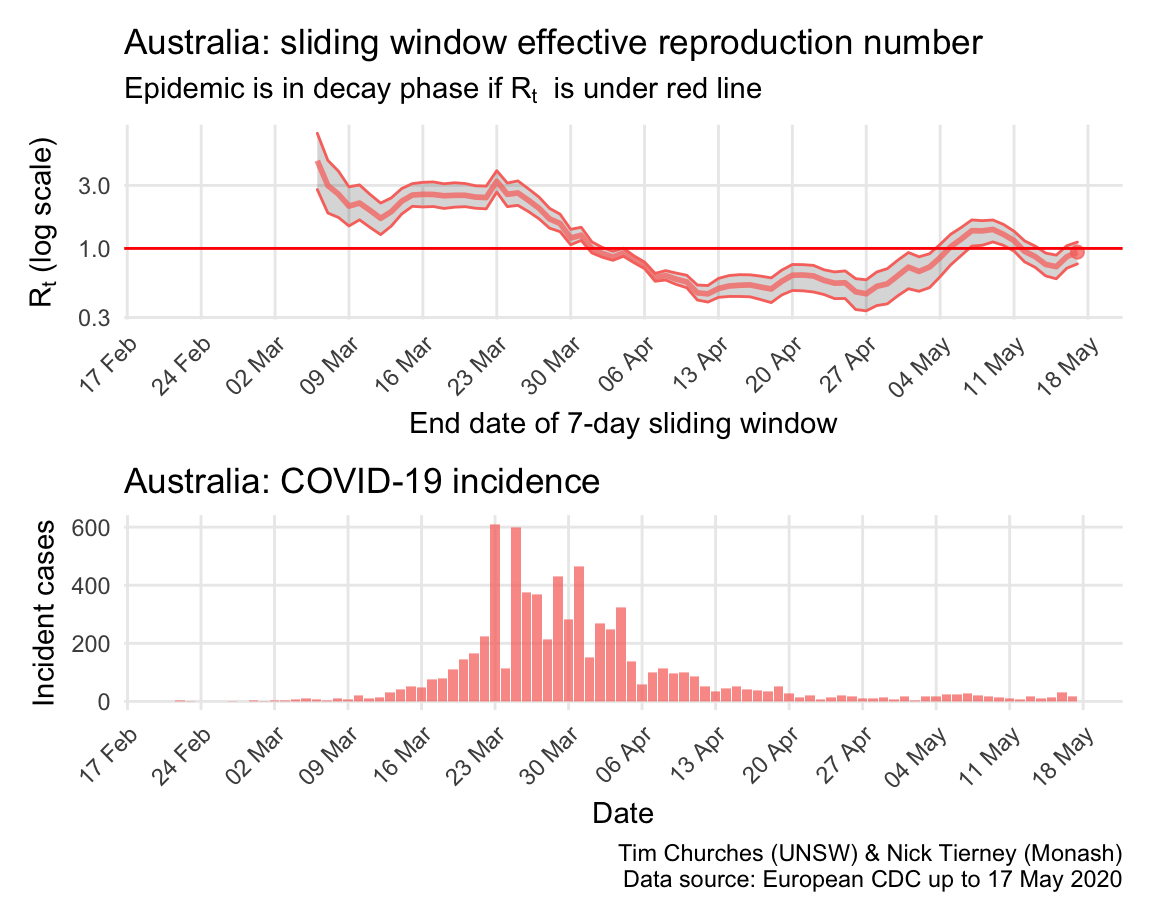 Australia: sliding window effective reproduction number
Epidemic is in decay phase if Rt is under red line
Rt (log scale)
3.0
1.0
0.3
17 Feb
24 Feb
02 Mar
09 Mar
16 Mar
23 Mar
30 Mar
06 Apr
13 Apr
20 Apr
27 Apr
04 May
11 May
18 May
End date of 7-day sliding window
Australia: COVID-19 incidence
Incident cases
600
400
200
0
17 Feb
24 Feb
02 Mar
09 Mar
16 Mar
23 Mar
30 Mar
06 Apr
13 Apr
20 Apr
27 Apr
04 May
11 May
18 May
Date
Tim Churches (UNSW) & Nick Tierney (Monash)
Data source: European CDC up to 17 May 2020